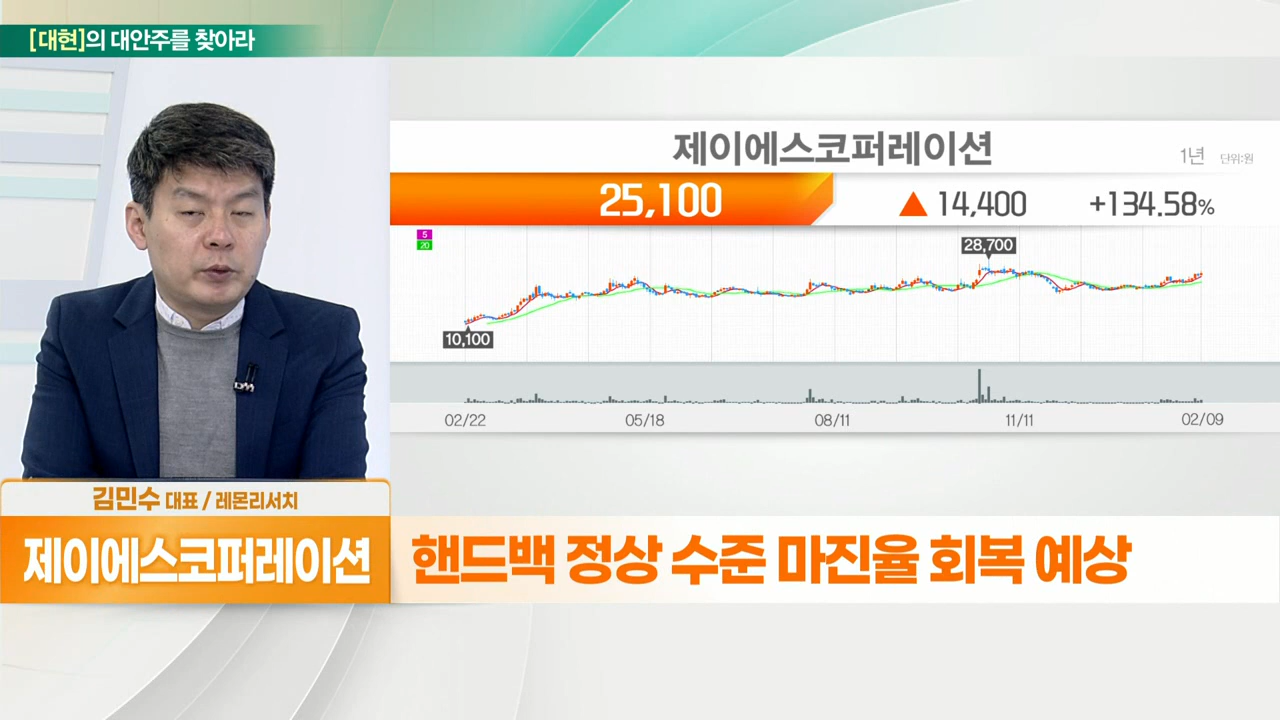 [대현]의 대안주를 찾아라
제이에스코퍼레이션
1년 단위:원
25,100 ▲ 14,400 +134.58%
5
20
28,700
10,100
02/22 05/18 08/11 11/11 02/09
김민수 대표 / 레몬리서치
제이에스코퍼레이션
핸드백 정상 수준 마진율 회복 예상